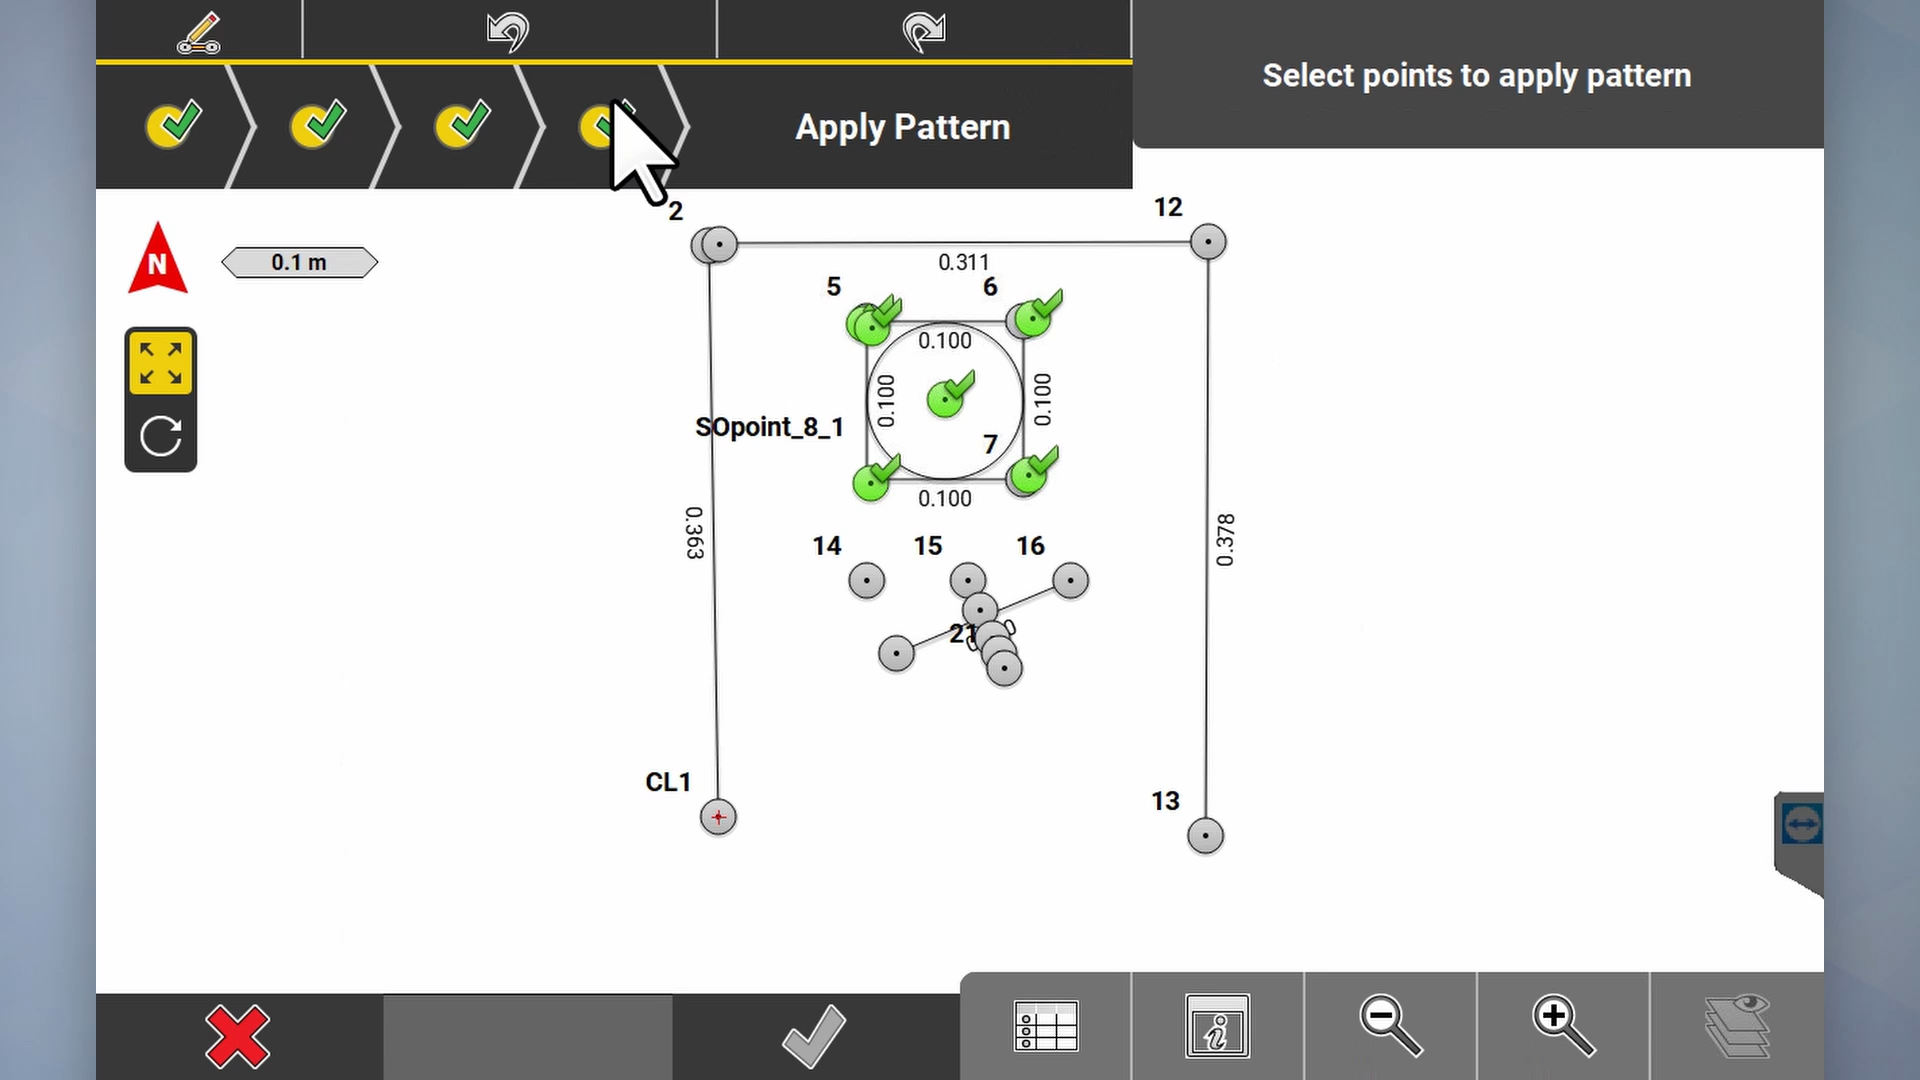 Select points to apply pattern
Apply Pattern
2
12
N
0.1 m
0.311
5
6
0.100
0.100
0.100
SOpoint_8_1
7
0.100
0.363
0.378
14
15
16
21
CL1
13